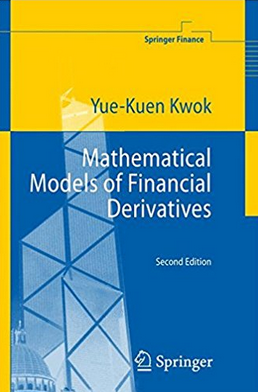 Springer Finance
Yue-Kuen Kwok
Mathematical
Models of Financial
Derivatives
Second Edition
Springer